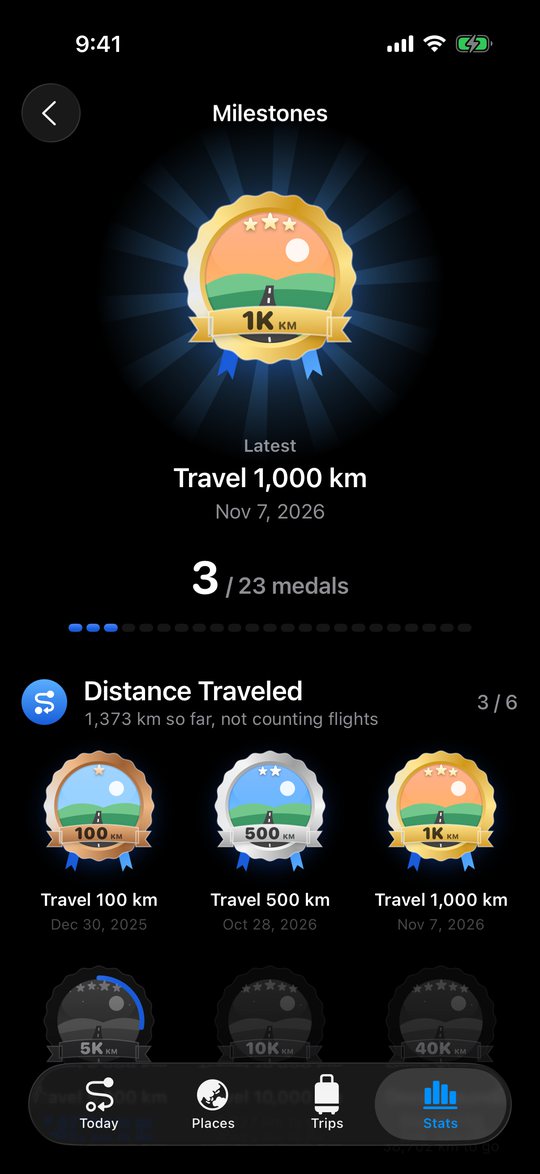 9:41
Milestones
1K KM
Latest
Travel 1,000 km
Nov 7, 2026
3 / 23 medals
Distance Traveled
1,373 km so far, not counting flights
3 / 6
100 KM
500 KM
1K KM
Travel 100 km
Travel 500 km
Travel 1,000 km
Dec 30, 2025
Oct 28, 2026
Nov 7, 2026
5K KM
10K KM
40K KM
Today
Places
Trips
Stats